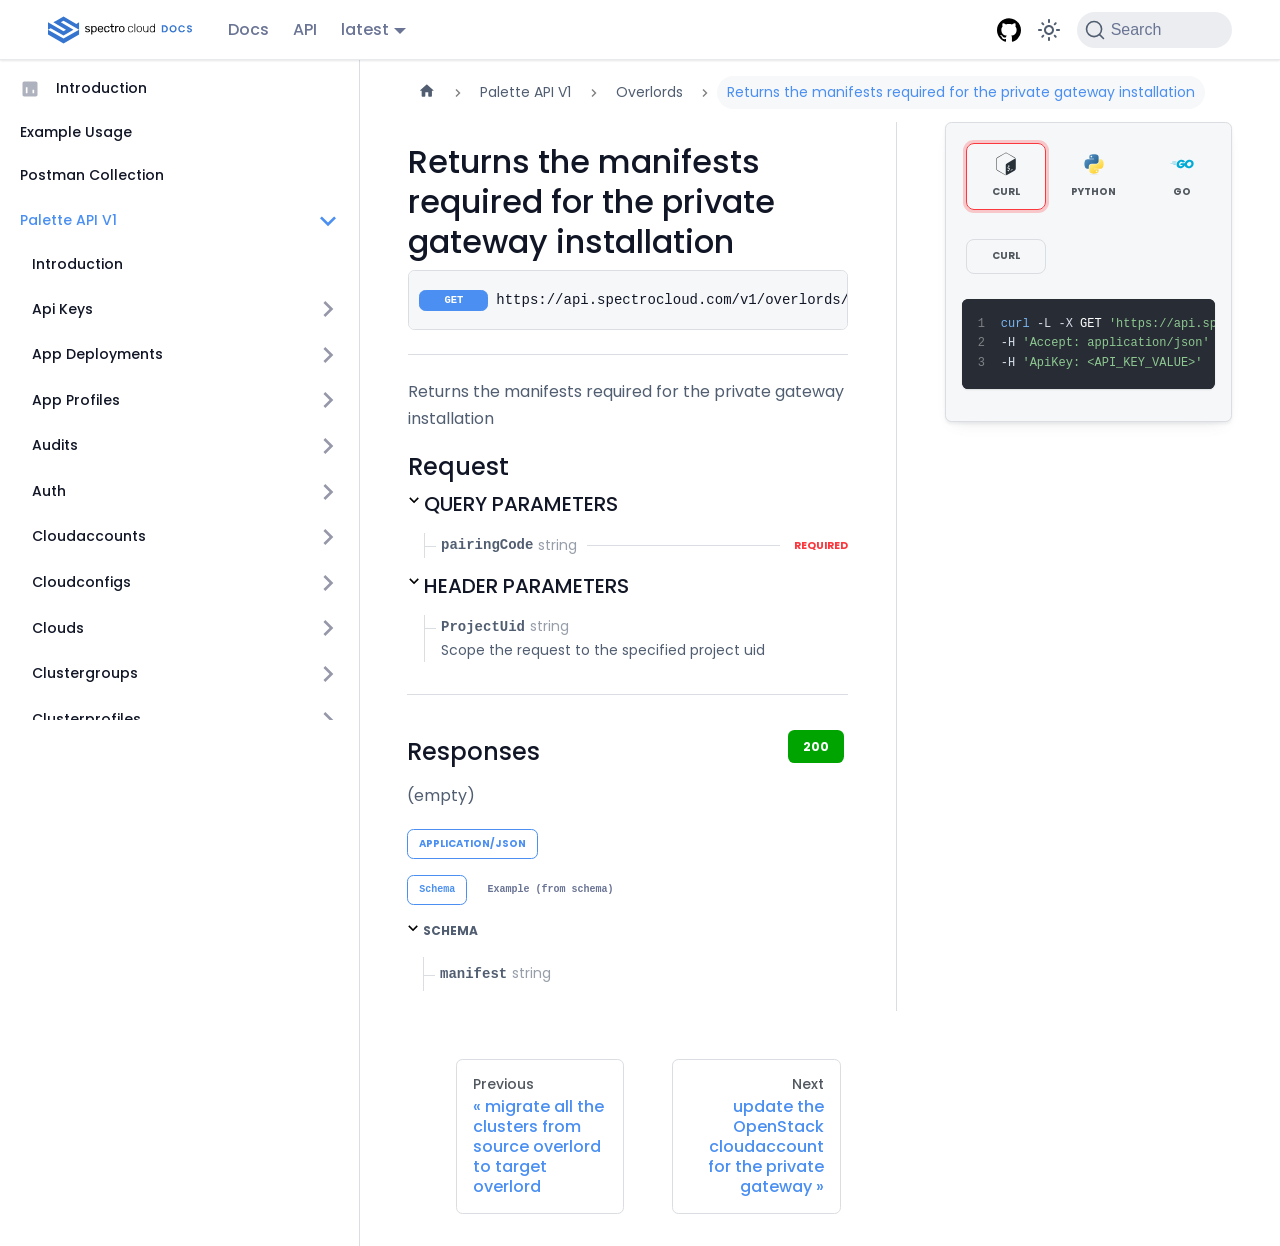 spectro cloud DOCS
Docs
API
latest
Search
Introduction
Example Usage
Postman Collection
Palette API V1
Introduction
Api Keys
App Deployments
App Profiles
Audits
Auth
Cloudaccounts
Cloudconfigs
Clouds
Clustergroups
Clusterprofiles
Palette API V1
Overlords
Returns the manifests required for the private gateway installation
Returns the manifests
required for the private
gateway installation
GET https://api.spectrocloud.com/v1/overlords/
Returns the manifests required for the private gateway
installation
Request
QUERY PARAMETERS
pairingCode string REQUIRED
HEADER PARAMETERS
ProjectUid string
Scope the request to the specified project uid
Responses
200
(empty)
APPLICATION/JSON
Schema
Example (from schema)
SCHEMA
manifest string
CURL
PYTHON
GO
CURL
1 curl -L -X GET 'https://api.sp
2 -H 'Accept: application/json'
3 -H 'ApiKey: <API_KEY_VALUE>'
Previous
« migrate all the
clusters from
source overlord
to target
overlord
Next
update the
OpenStack
cloudaccount
for the private
gateway »